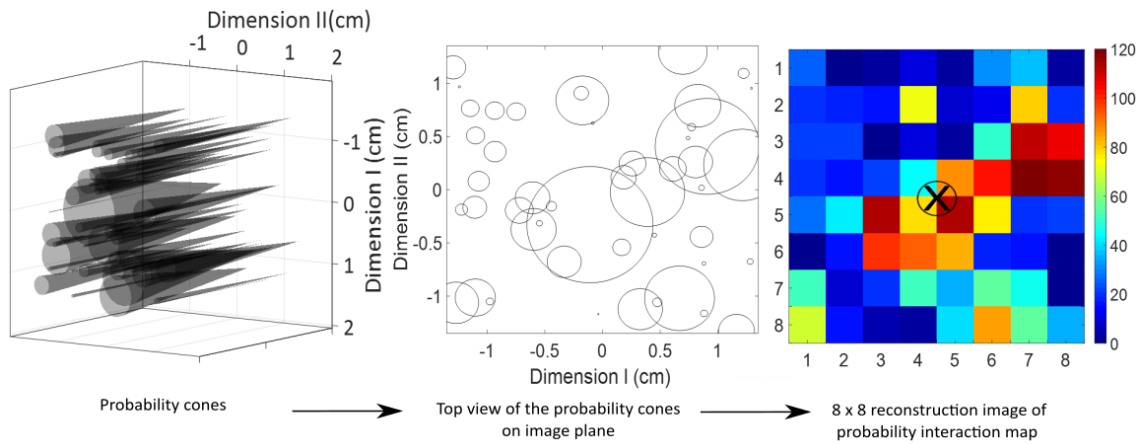 Dimension II(cm)
-1 0 1 2
-1
0
1
2
Dimension I (cm)
Probability cones
1
0.5
0
-0.5
-1
Dimension II (cm)
-1 -0.5 0 0.5 1
Dimension I (cm)
Top view of the probability cones
on image plane
1
2
3
4
5
6
7
8
X
1 2 3 4 5 6 7 8
120
100
80
60
40
20
0
8 x 8 reconstruction image of
probability interaction map